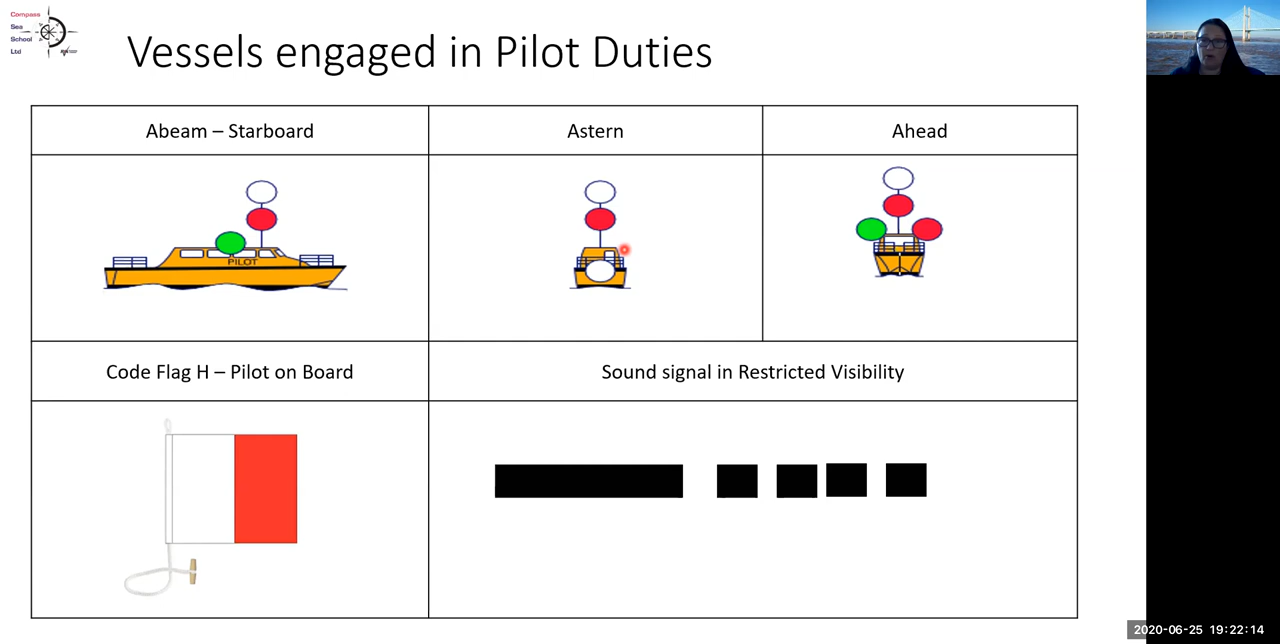 Compass
Sea
School
Ltd
Vessels engaged in Pilot Duties
Abeam – Starboard
Astern
Ahead
PILOT
Code Flag H – Pilot on Board
Sound signal in Restricted Visibility
2020-06-25 19:22:14